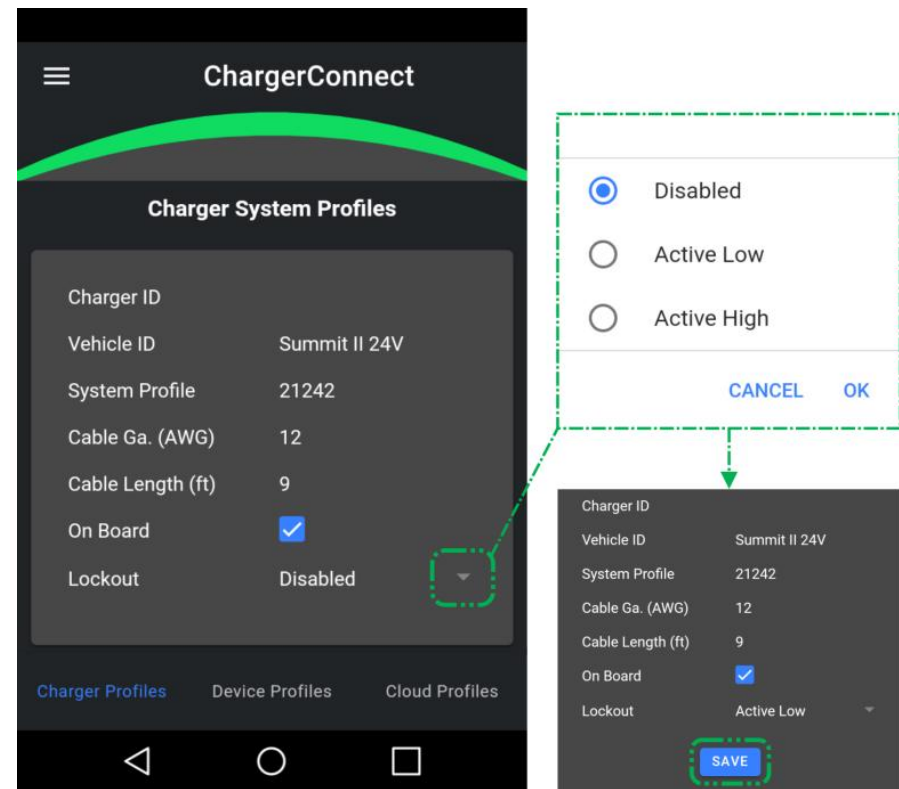 ChargerConnect
Charger System Profiles
Charger ID
Vehicle ID Summit II 24V
System Profile 21242
Cable Ga. (AWG) 12
Cable Length (ft) 9
On Board
Lockout Disabled
Charger Profiles Device Profiles Cloud Profiles
Disabled
Active Low
Active High
CANCEL OK
Charger ID
Vehicle ID Summit II 24V
System Profile 21242
Cable Ga. (AWG) 12
Cable Length (ft) 9
On Board
Lockout Active Low
SAVE